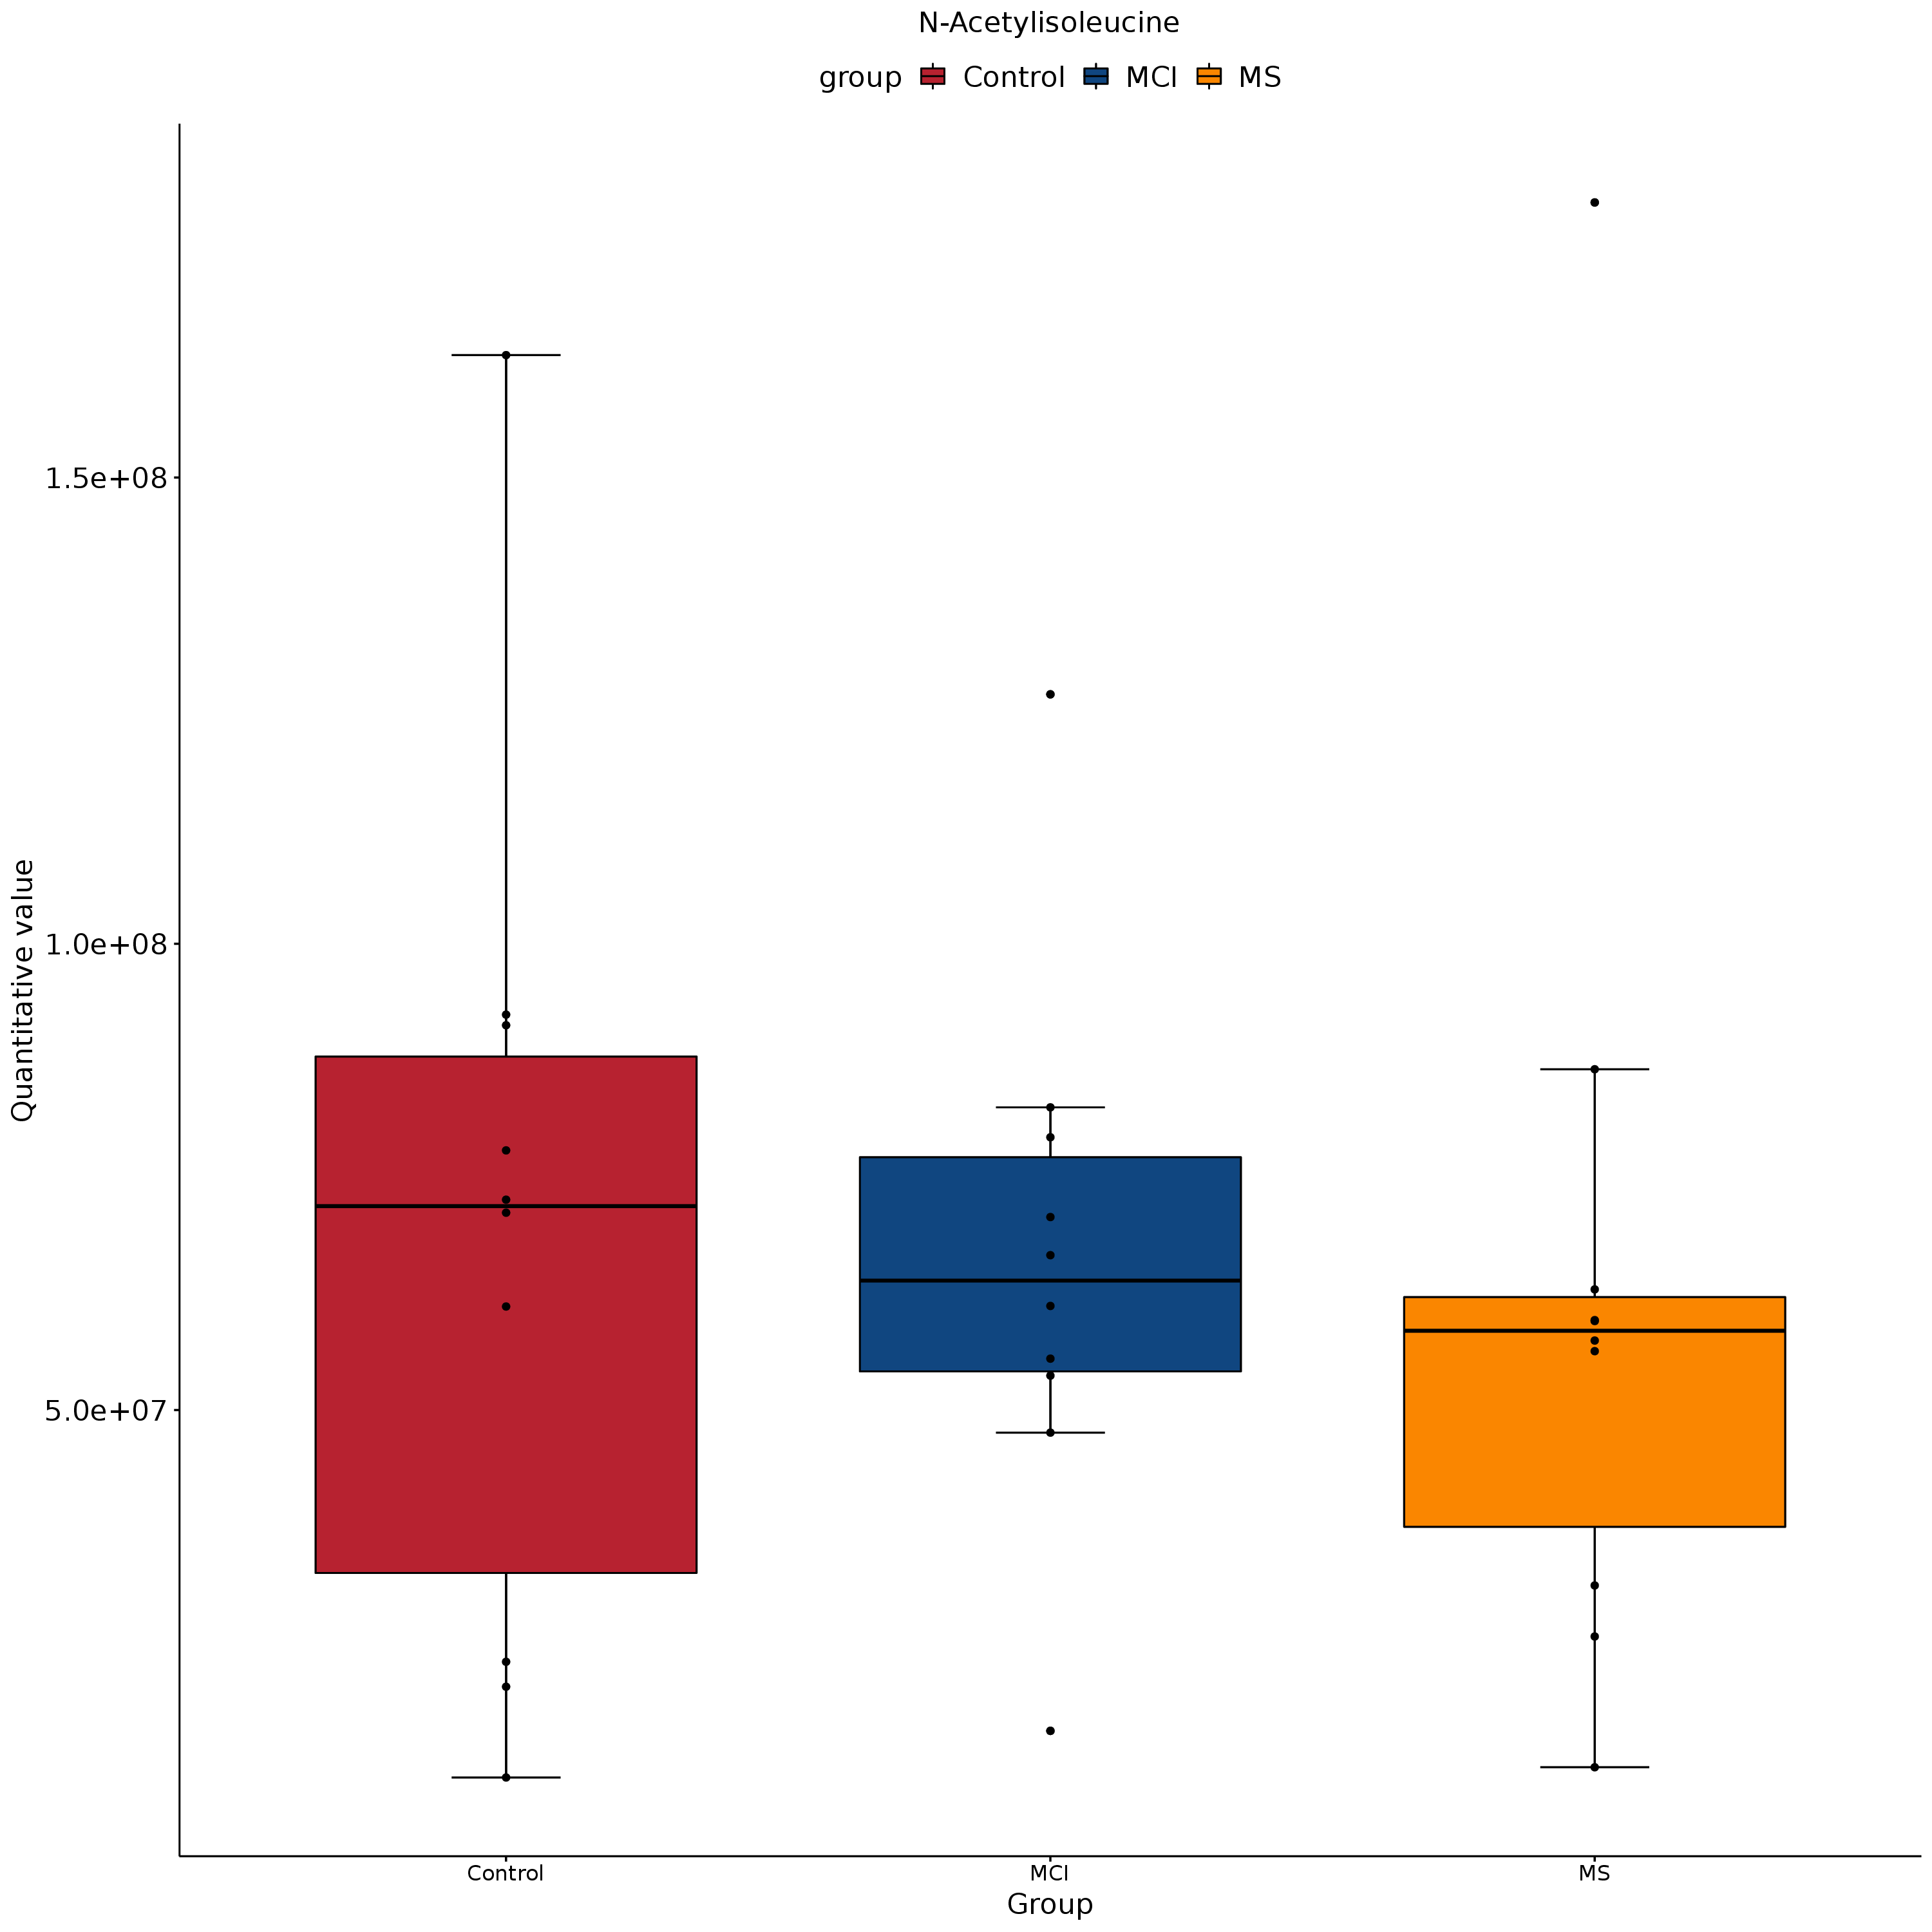 N-Acetylisoleucine
group Control MCI MS
1.5e+08
1.0e+08
5.0e+07
Quantitative value
Control MCI MS
Group